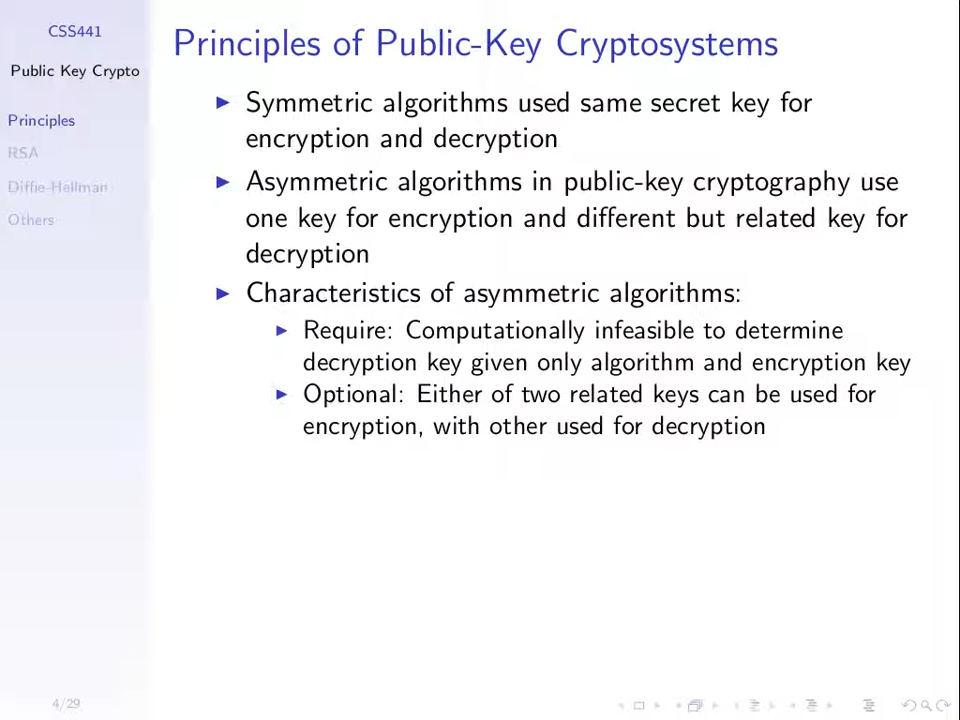 CSS441
Public Key Crypto
Principles
RSA
Diffie-Hellman
Others
Principles of Public-Key Cryptosystems
Symmetric algorithms used same secret key for
encryption and decryption
Asymmetric algorithms in public-key cryptography use
one key for encryption and different but related key for
decryption
Characteristics of asymmetric algorithms:
Require: Computationally infeasible to determine
decryption key given only algorithm and encryption key
Optional: Either of two related keys can be used for
encryption, with other used for decryption
4/29